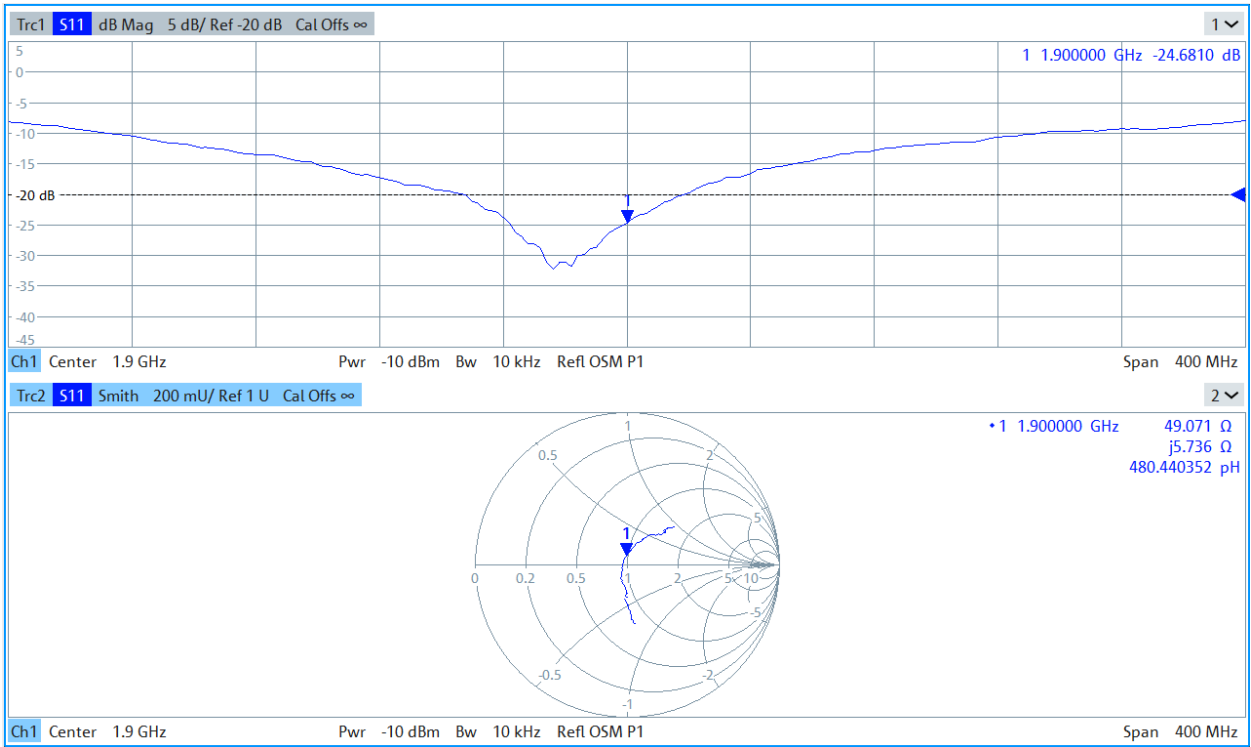 Trc1 S11 dB Mag 5 dB/ Ref -20 dB Cal Offs ∞ 1
1 1.900000 GHz -24.6810 dB
5
0
-5
-10
-15
-20 dB
-25
-30
-35
-40
-45
1
Ch1 Center 1.9 GHz Pwr -10 dBm Bw 10 kHz Refl OSM P1 Span 400 MHz
Trc2 S11 Smith 200 mU/ Ref 1 U Cal Offs ∞ 2
•1 1.900000 GHz 49.071 Ω
j5.736 Ω
480.440352 pH
1
0.5 2
5
1
0 0.2 0.5 1 2 5 10
-5
-0.5 -2
-1
Ch1 Center 1.9 GHz Pwr -10 dBm Bw 10 kHz Refl OSM P1 Span 400 MHz